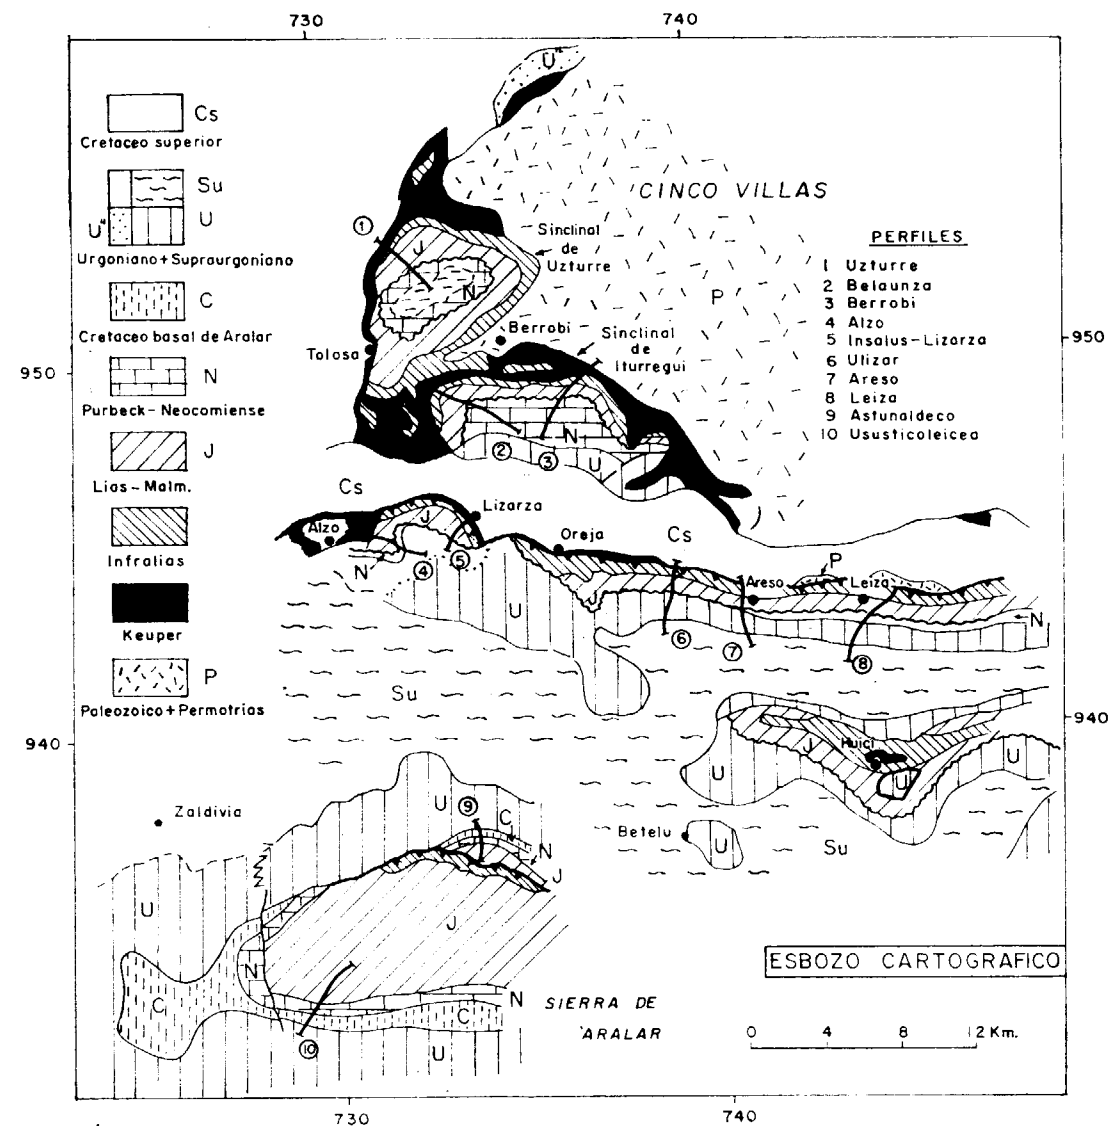 730
740
Cs
Cretaceo superior
Su
U"
U
Urgoniano+Supraurgoniano
C
Cretaceo basal de Aralar
N
Purbeck-Neocomiense
J
Lias-Malm.
Infralias
Keuper
P
Paleozoico+Permotrias
U"
CINCO VILLAS
PERFILES
1 Uzturre
2 Belaunza
3 Berrobi
4 Alzo
5 Insalus-Lizarza
6 Ulizar
7 Areso
8 Leiza
9 Astunaldeco
10 Ususticoleicea
1
J
Sinclinal
de
Uzturre
N
P
Berrobi
Tolosa
Sinclinal
de
Iturregui
950
950
N
2
3
U
Cs
Alzo
J
Lizarza
Oreja
Cs
N
4
5
U
J
Areso
P
Leiza
N
6
7
8
Su
940
940
U
J
Huici
U
U
Zaldivia
U
9
C
N
J
Betelu
U
Su
U
J
N
C
N
C
10
U
SIERRA DE
ARALAR
ESBOZO CARTOGRAFICO
0 4 8 12 Km.
730
740